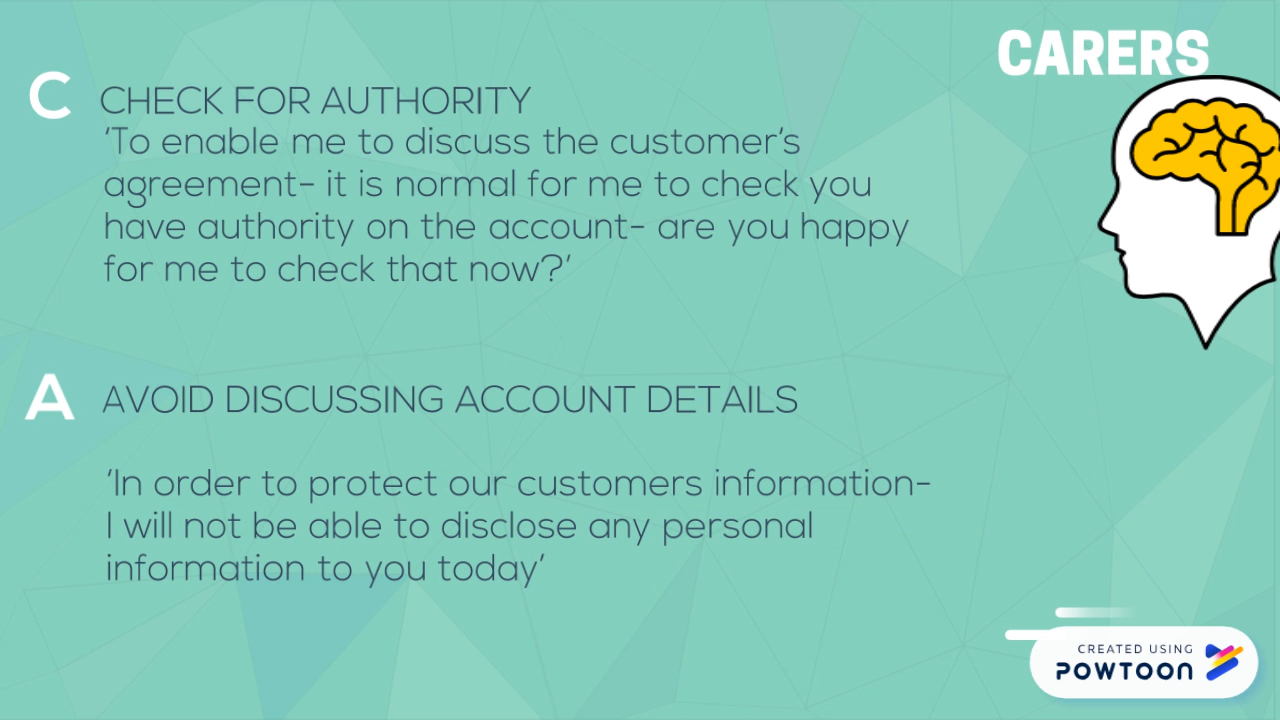 CARERS
C CHECK FOR AUTHORITY
‘To enable me to discuss the customer’s
agreement- it is normal for me to check you
have authority on the account- are you happy
for me to check that now?’
A AVOID DISCUSSING ACCOUNT DETAILS
‘In order to protect our customers information-
I will not be able to disclose any personal
information to you today’
CREATED USING
POWTOON